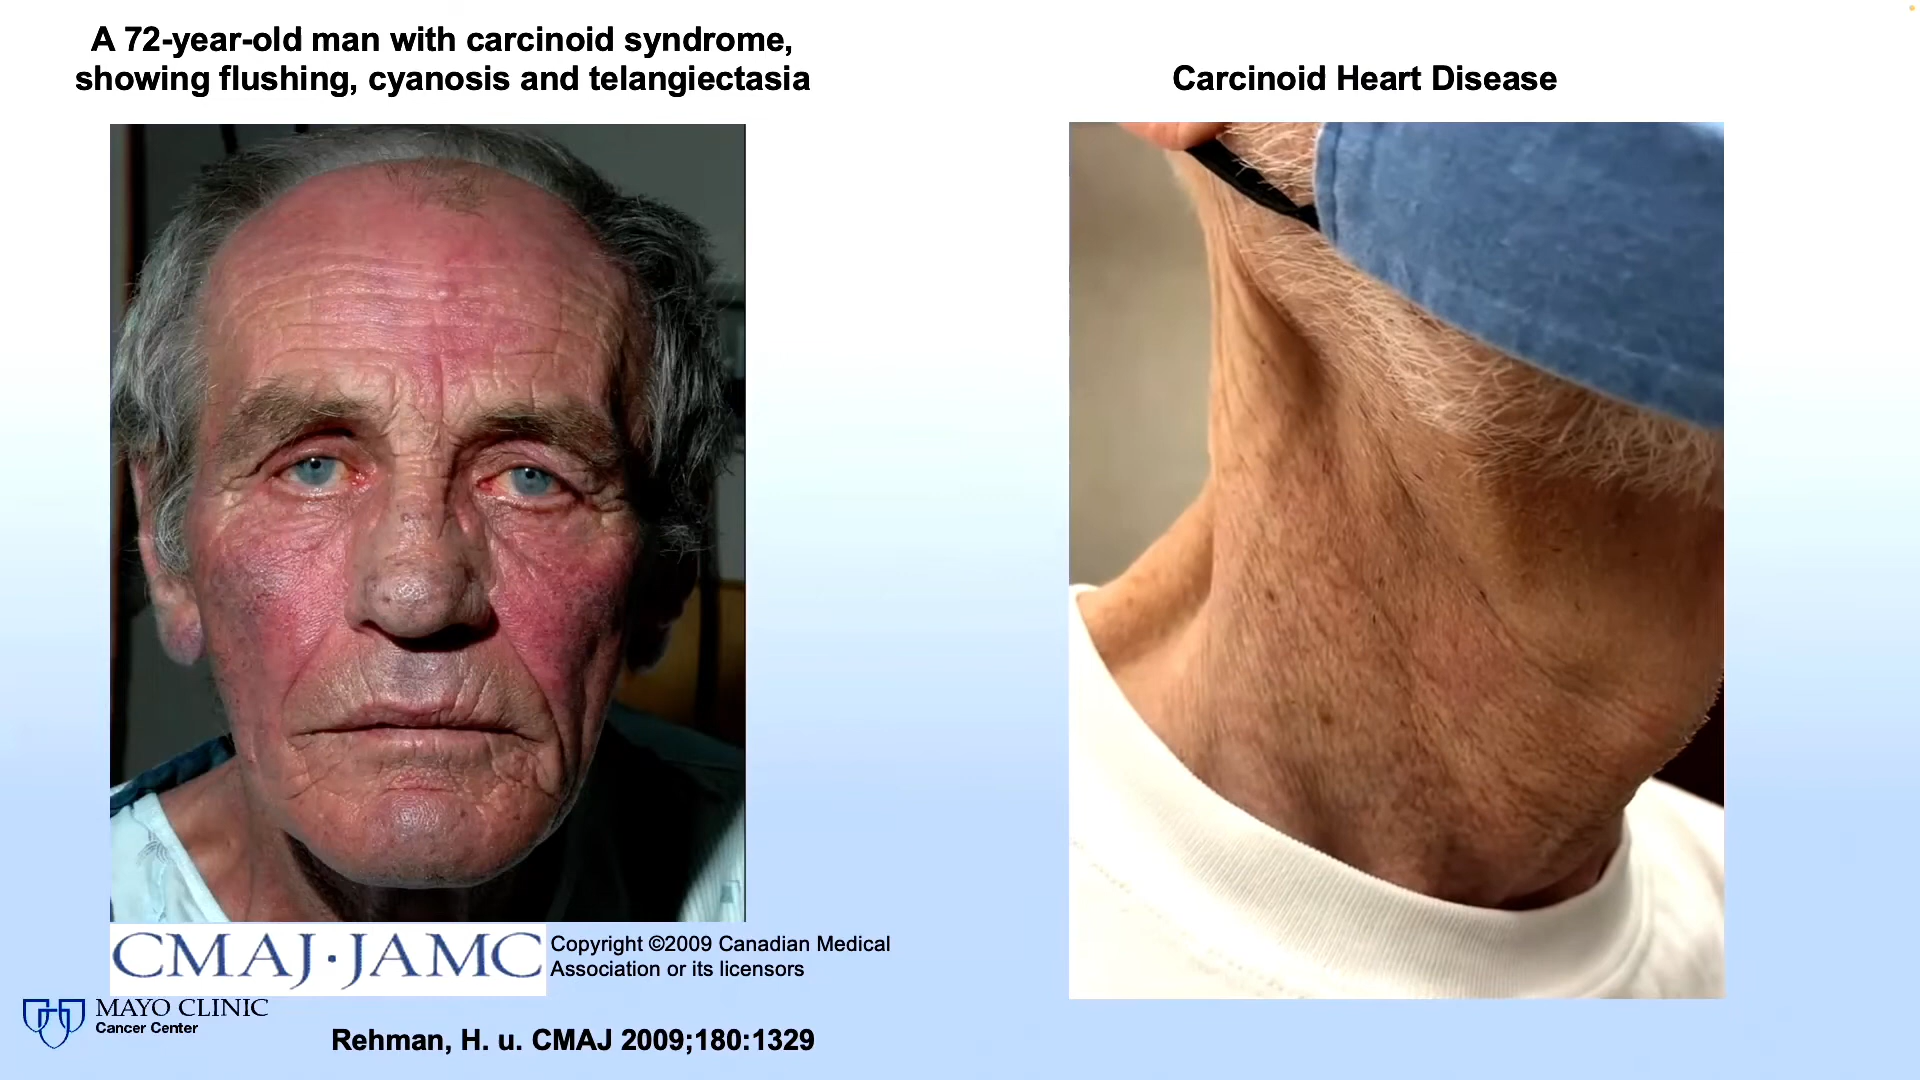 A 72-year-old man with carcinoid syndrome,
showing flushing, cyanosis and telangiectasia
Carcinoid Heart Disease
CMAJ·JAMC
Copyright ©2009 Canadian Medical
Association or its licensors
MAYO CLINIC
Cancer Center
Rehman, H. u. CMAJ 2009;180:1329